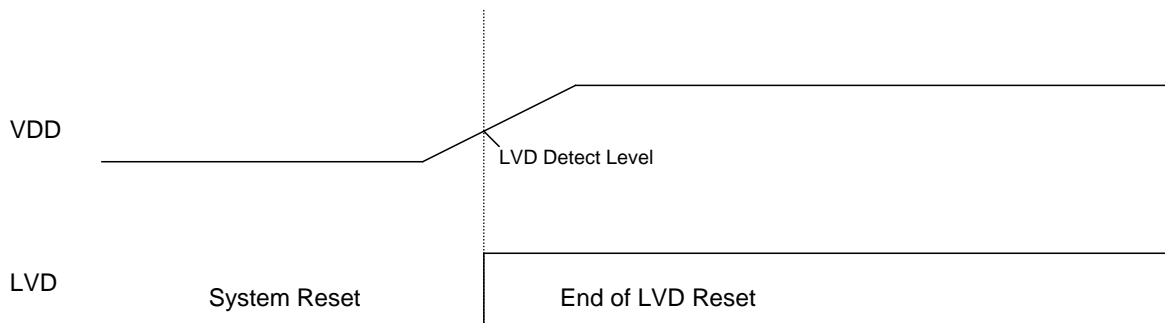 VDD
LVD Detect Level
LVD
System Reset
End of LVD Reset